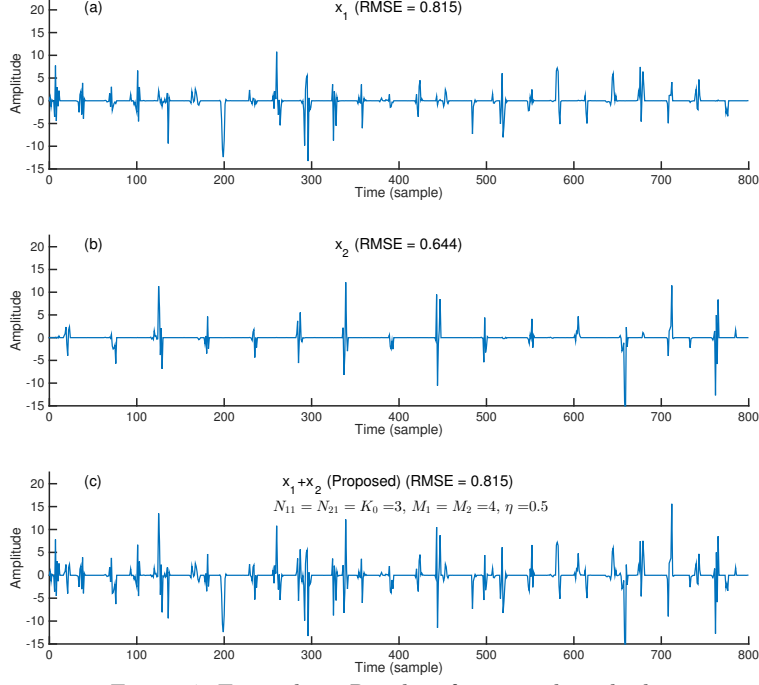 (a)
x1 (RMSE = 0.815)
20
15
10
5
0
-5
-10
-15
Amplitude
0 100 200 300 400 500 600 700 800
Time (sample)
(b)
x2 (RMSE = 0.644)
20
15
10
5
0
-5
-10
-15
Amplitude
0 100 200 300 400 500 600 700 800
Time (sample)
(c)
x1+x2 (Proposed) (RMSE = 0.815)
N11 = N21 = K0 =3, M1 = M2 =4, η =0.5
20
15
10
5
0
-5
-10
-15
Amplitude
0 100 200 300 400 500 600 700 800
Time (sample)